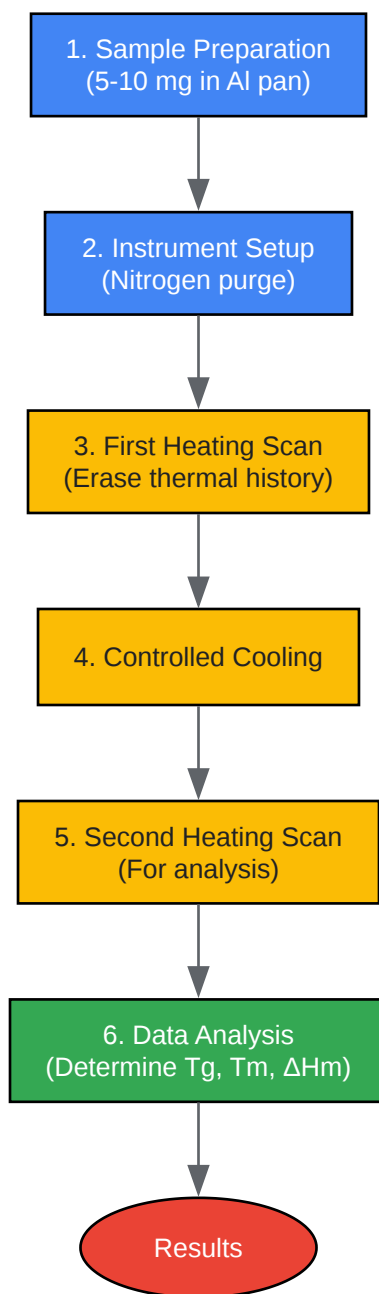 1. Sample Preparation
(5-10 mg in Al pan)
2. Instrument Setup
(Nitrogen purge)
3. First Heating Scan
(Erase thermal history)
4. Controlled Cooling
5. Second Heating Scan
(For analysis)
6. Data Analysis
(Determine Tg, Tm, ΔHm)
Results